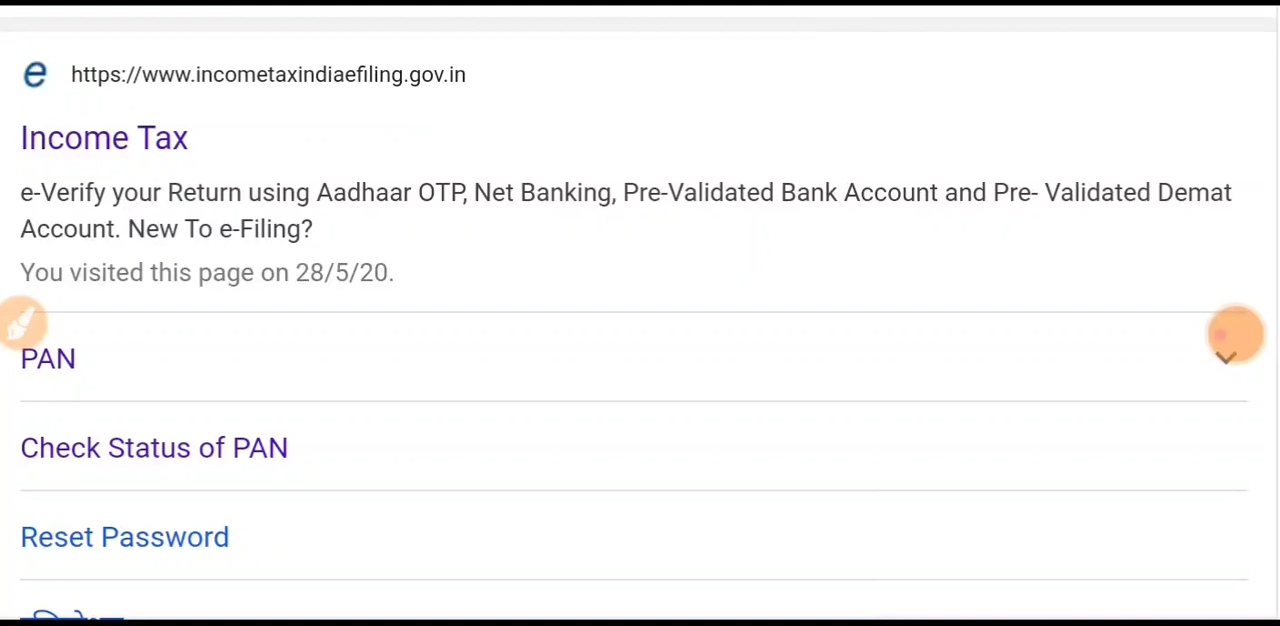 https://www.incometaxindiaefiling.gov.in
Income Tax
e-Verify your Return using Aadhaar OTP, Net Banking, Pre-Validated Bank Account and Pre- Validated Demat
Account. New To e-Filing?
You visited this page on 28/5/20.
PAN
Check Status of PAN
Reset Password